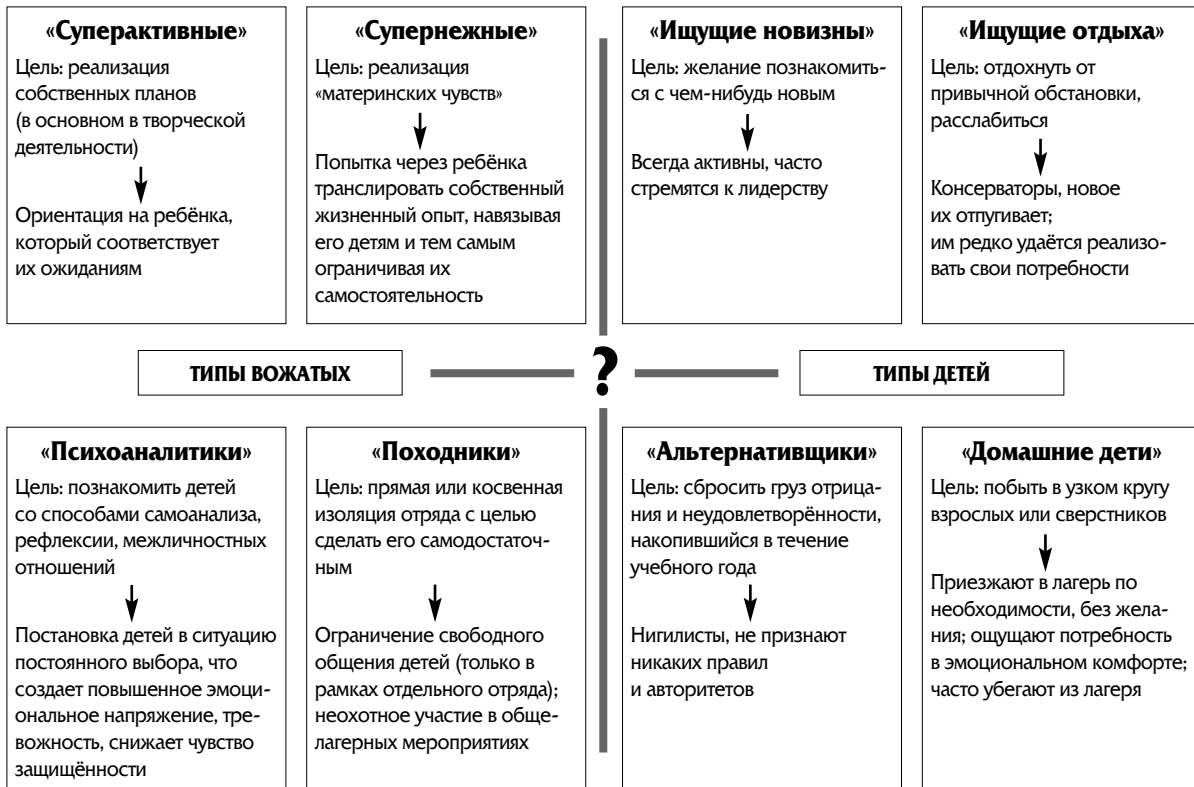 «Суперактивные»
Цель: реализация
собственных планов
(в основном в творческой
деятельности)
Ориентация на ребёнка,
который соответствует
их ожиданиям
«Супернежные»
Цель: реализация
«материнских чувств»
Попытка через ребёнка
транслировать собственный
жизненный опыт, навязывая
его детям и тем самым
ограничивая их
самостоятельность
«Ищущие новизны»
Цель: желание познакомить-
ся с чем-нибудь новым
Всегда активны, часто
стремятся к лидерству
«Ищущие отдыха»
Цель: отдохнуть от
привычной обстановки,
расслабиться
Консерваторы, новое
их отпугивает;
им редко удаётся реализо-
вать свои потребности
ТИПЫ ВОЖАТЫХ
?
ТИПЫ ДЕТЕЙ
«Психоаналитики»
Цель: познакомить детей
со способами самоанализа,
рефлексии, межличностных
отношений
Постановка детей в ситуацию
постоянного выбора, что
создает повышенное эмоци-
ональное напряжение, тре-
вожность, снижает чувство
защищённости
«Походники»
Цель: прямая или косвенная
изоляция отряда с целью
сделать его самодостаточ-
ным
Ограничение свободного
общения детей (только в
рамках отдельного отряда);
неохотное участие в обще-
лагерных мероприятиях
«Альтернативщики»
Цель: сбросить груз отрица-
ния и неудовлетворённости,
накопившийся в течение
учебного года
Нигилисты, не признают
никаких правил
и авторитетов
«Домашние дети»
Цель: побыть в узком кругу
взрослых или сверстников
Приезжают в лагерь по
необходимости, без жела-
ния; ощущают потребность
в эмоциональном комфорте;
часто убегают из лагеря